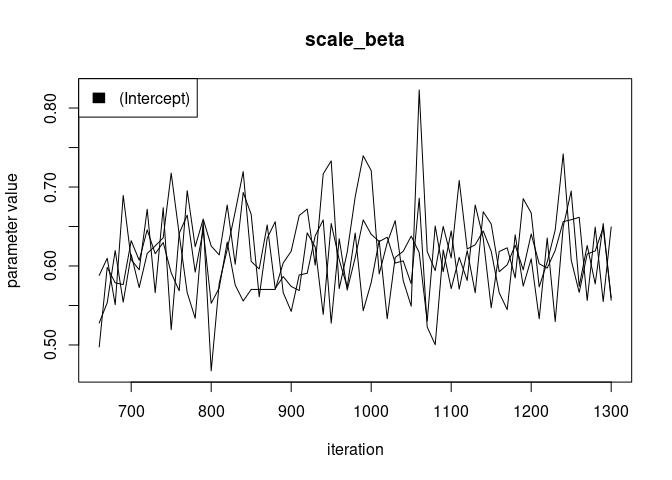 scale_beta
(Intercept)
parameter value
0.80
0.70
0.60
0.50
700 800 900 1000 1100 1200 1300
iteration